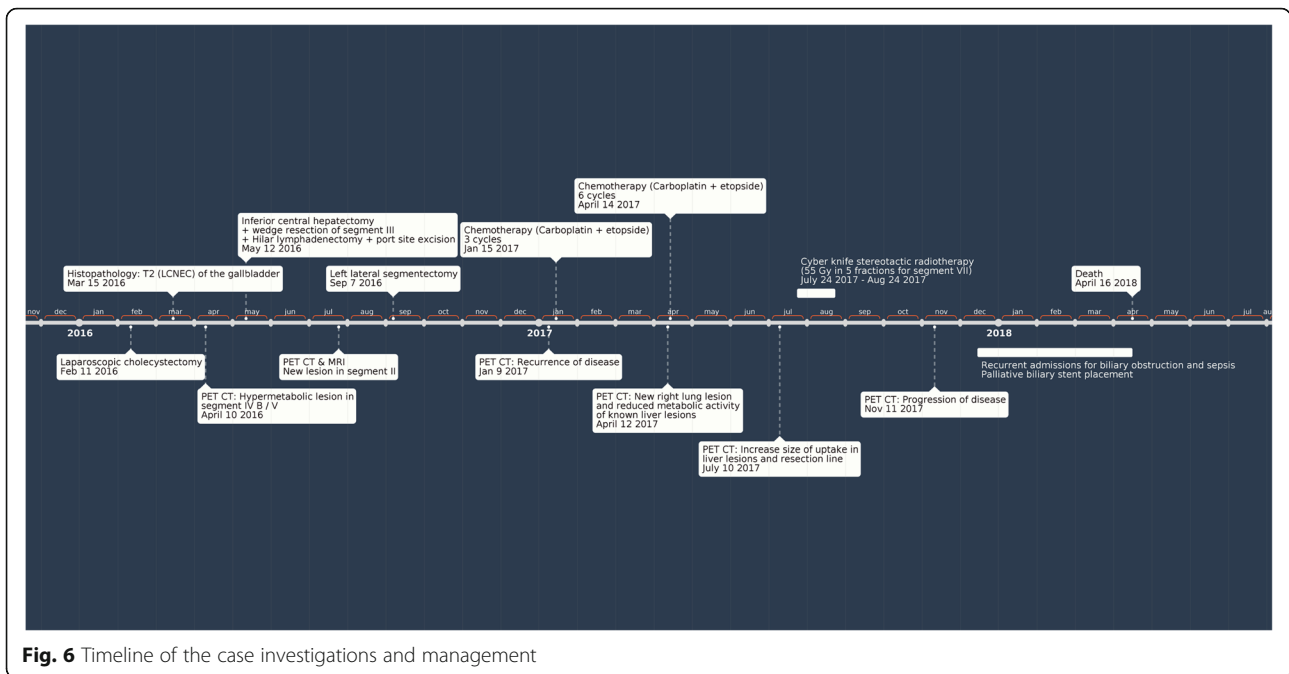 Chemotherapy (Carboplatin + etopside)
6 cycles
April 14 2017
Inferior central hepatectomy
+ wedge resection of segment III
+ Hilar lymphadenectomy + port site excision
May 12 2016
Chemotherapy (Carboplatin + etopside)
3 cycles
Jan 15 2017
Cyber knife stereotactic radiotherapy
(55 Gy in 5 fractions for segment VII)
July 24 2017 - Aug 24 2017
Histopathology: T2 (LCNEC) of the gallbladder
Mar 15 2016
Left lateral segmentectomy
Sep 7 2016
Death
April 16 2018
nov dec jan feb mar apr may jun jul aug sep oct nov dec jan feb mar apr may jun jul aug sep oct nov dec jan feb mar apr may jun jul au
2016 2017 2018
Laparoscopic cholecystectomy
Feb 11 2016
PET CT & MRI
New lesion in segment II
PET CT: Recurrence of disease
Jan 9 2017
Recurrent admissions for biliary obstruction and sepsis
Palliative biliary stent placement
PET CT: Hypermetabolic lesion in
segment IV B / V
April 10 2016
PET CT: New right lung lesion
and reduced metabolic activity
of known liver lesions
April 12 2017
PET CT: Progression of disease
Nov 11 2017
PET CT: Increase size of uptake in
liver lesions and resection line
July 10 2017
Fig. 6 Timeline of the case investigations and management